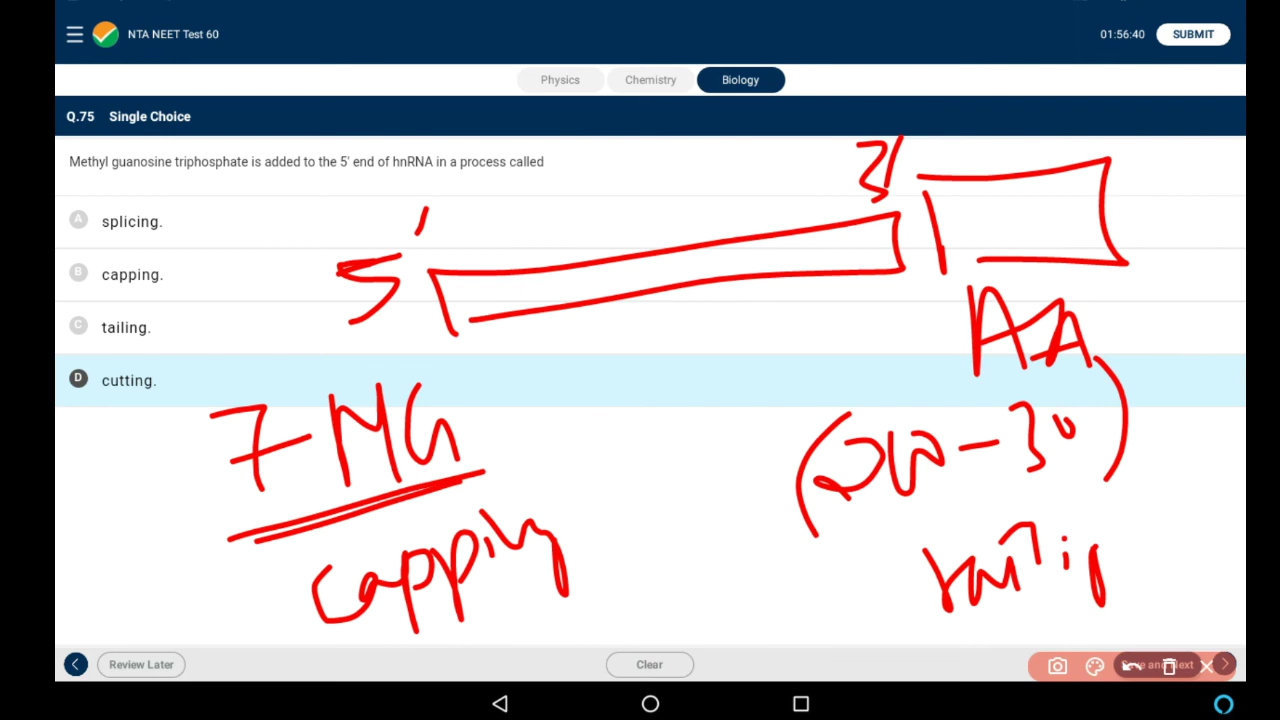 NTA NEET Test 60
01:56:40
SUBMIT
Physics
Chemistry
Biology
Q.75 Single Choice
Methyl guanosine triphosphate is added to the 5' end of hnRNA in a process called
A splicing.
B capping.
C tailing.
D cutting.
5'
3'
AA
7-MG
capping
Review Later
Clear